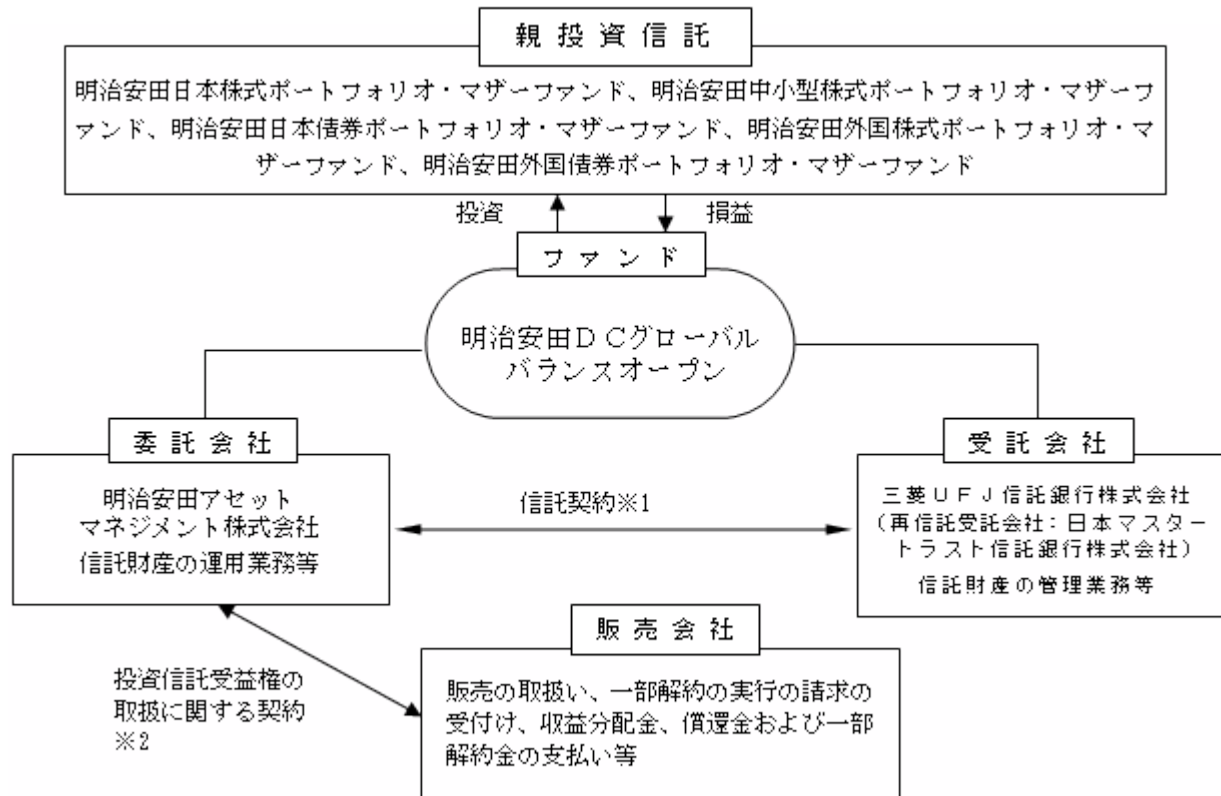 親投資信託
明治安田日本株式ポートフォリオ・マザーファンド、明治安田中小型株式ポートフォリオ・マザーフ
ァンド、明治安田日本債券ポートフォリオ・マザーファンド、明治安田外国株式ポートフォリオ・マ
ザーファンド、明治安田外国債券ポートフォリオ・マザーファンド
投資
損益
ファンド
明治安田DCグローバル
バランスオープン
委託会社
明治安田アセット
マネジメント株式会社
信託財産の運用業務等
信託契約※1
受託会社
三菱UFJ信託銀行株式会社
（再信託受託会社：日本マスター
トラスト信託銀行株式会社）
信託財産の管理業務等
投資信託受益権の
取扱に関する契約
※2
販売会社
販売の取扱い、一部解約の実行の請求の
受付け、収益分配金、償還金および一部
解約金の支払い等